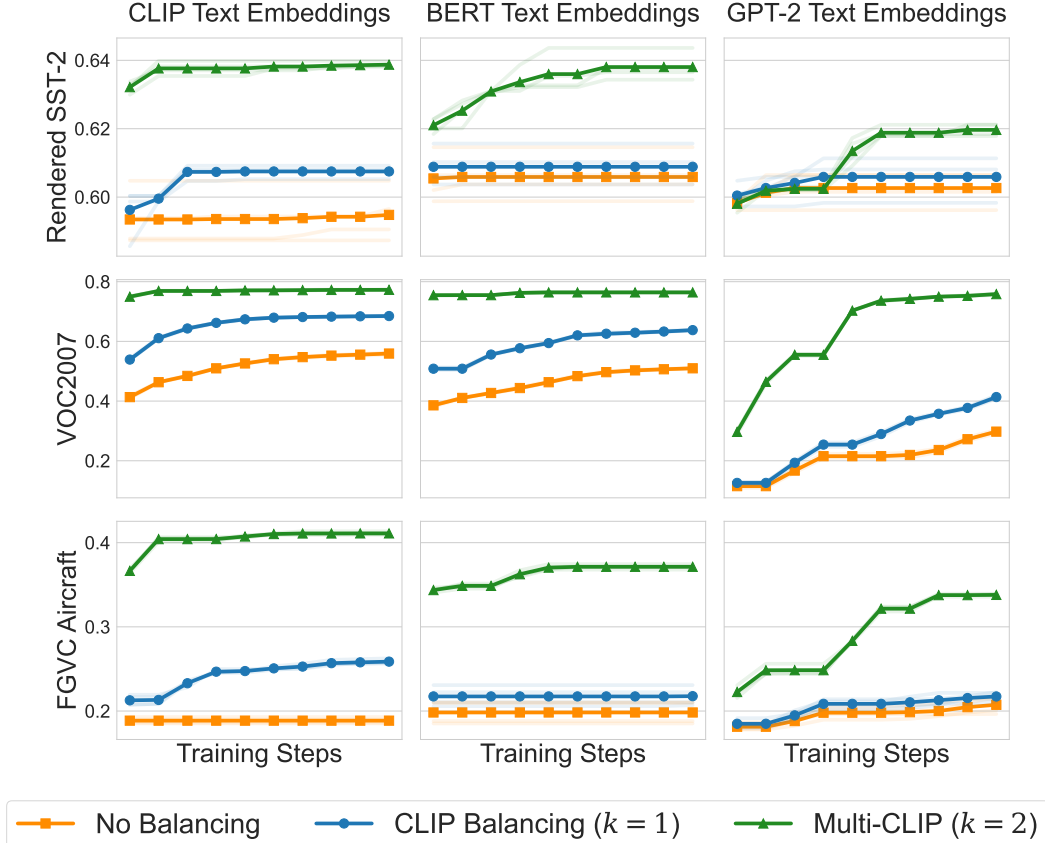 CLIP Text Embeddings
BERT Text Embeddings
GPT-2 Text Embeddings
Rendered SST-2
0.64
0.62
0.60
VOC2007
0.8
0.6
0.4
0.2
FGVC Aircraft
0.4
0.3
0.2
Training Steps
Training Steps
Training Steps
No Balancing
CLIP Balancing (k = 1)
Multi-CLIP (k = 2)